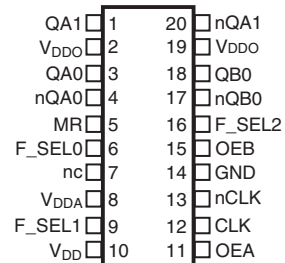 QA1 1 20 nQA1
VDDO 2 19 VDDO
QA0 3 18 QB0
nQA0 4 17 nQB0
MR 5 16 F_SEL2
F_SEL0 6 15 OEB
nc 7 14 GND
VDDA 8 13 nCLK
F_SEL1 9 12 CLK
VDD 10 11 OEA